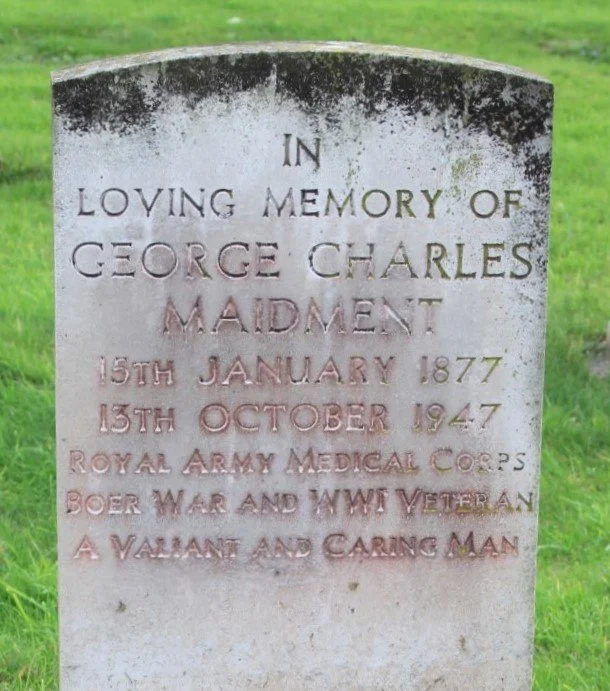 IN
LOVING MEMORY OF
GEORGE CHARLES
MAIDMENT
15TH JANUARY 1877
13TH OCTOBER 1947
ROYAL ARMY MEDICAL CORPS
BOER WAR AND WWI VETERAN
A VALIANT AND CARING MAN